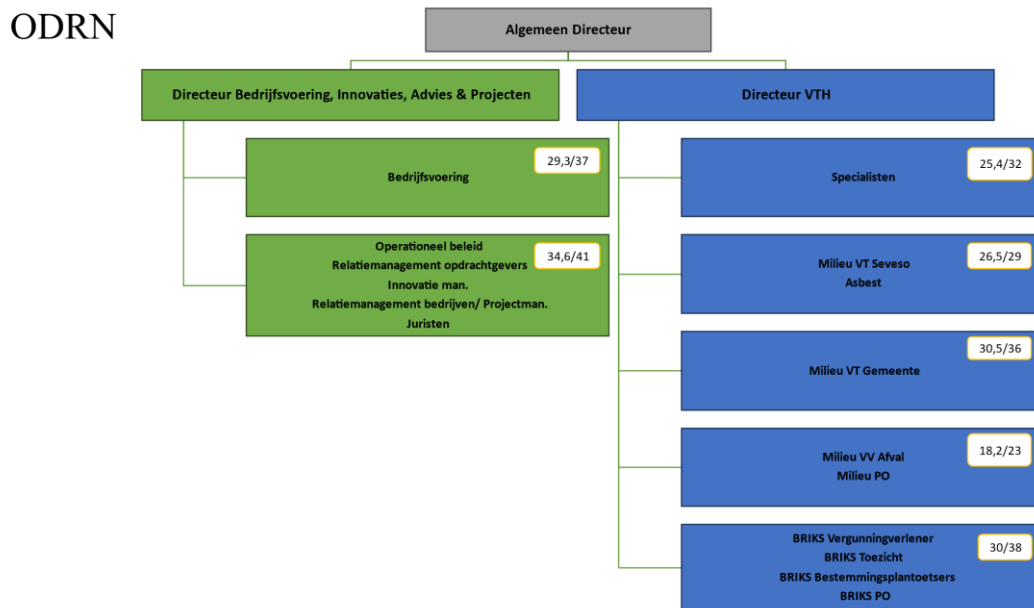 ODRN
Algemeen Directeur
Directeur Bedrijfsvoering, Innovaties, Advies & Projecten
Directeur VTH
29,3/37
Bedrijfsvoering
34,6/41
Operationeel beleid
Relatiemanagement opdrachtgevers
Innovatie man.
Relatiemanagement bedrijven/ Projectman.
Juristen
25,4/32
Specialisten
26,5/29
Milieu VT Seveso
Asbest
30,5/36
Milieu VT Gemeente
18,2/23
Milieu VV Afval
Milieu PO
30/38
BRIKS Vergunningverlener
BRIKS Toezicht
BRIKS Bestemmingsplantoetsers
BRIKS PO